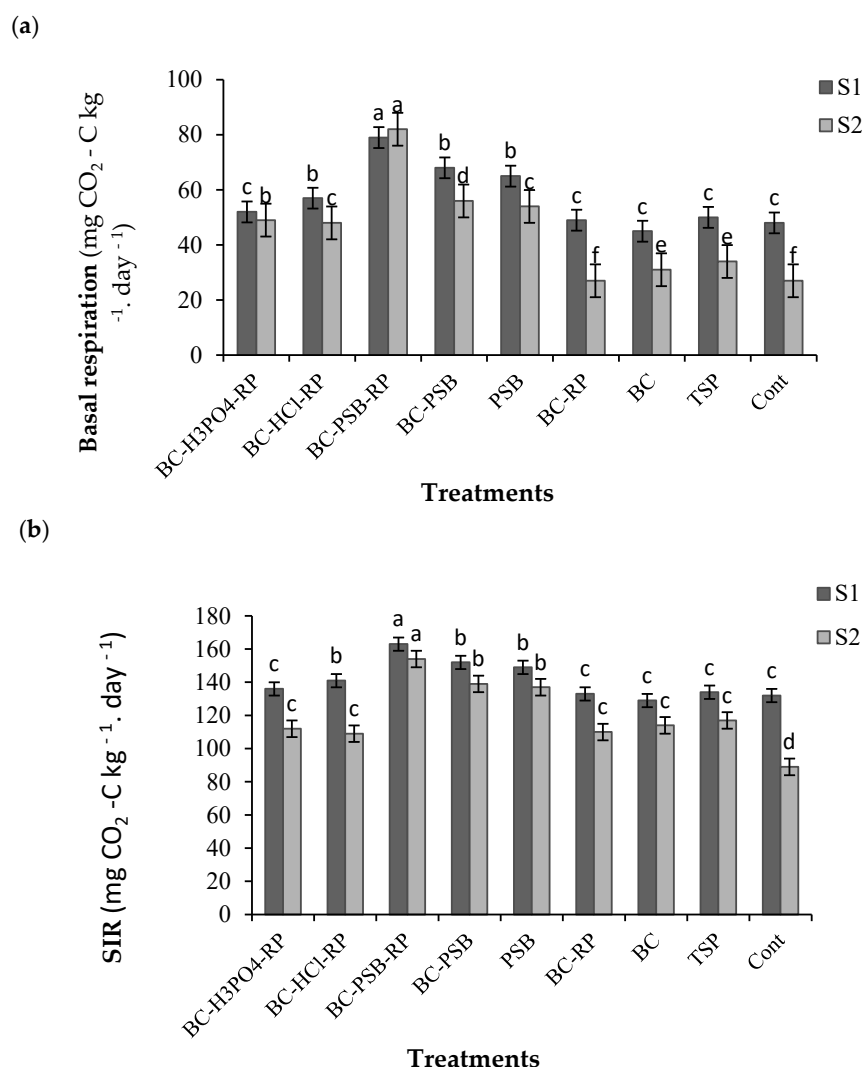 (a)
100
80
60
40
20
0
Basal respiration (mg CO₂ - C kg
⁻¹. day ⁻¹)
c b b c a a b d b c c f c e c e c f
S1
S2
BC-H3PO4-RP
BC-HCl-RP
BC-PSB-RP
BC-PSB
PSB
BC-RP
BC
TSP
Cont
Treatments
(b)
180
160
140
120
100
80
60
40
20
0
SIR (mg CO₂ -C kg ⁻¹. day ⁻¹)
c c b c a a b b b b c c c c c c c d
S1
S2
BC-H3PO4-RP
BC-HCl-RP
BC-PSB-RP
BC-PSB
PSB
BC-RP
BC
TSP
Cont
Treatments